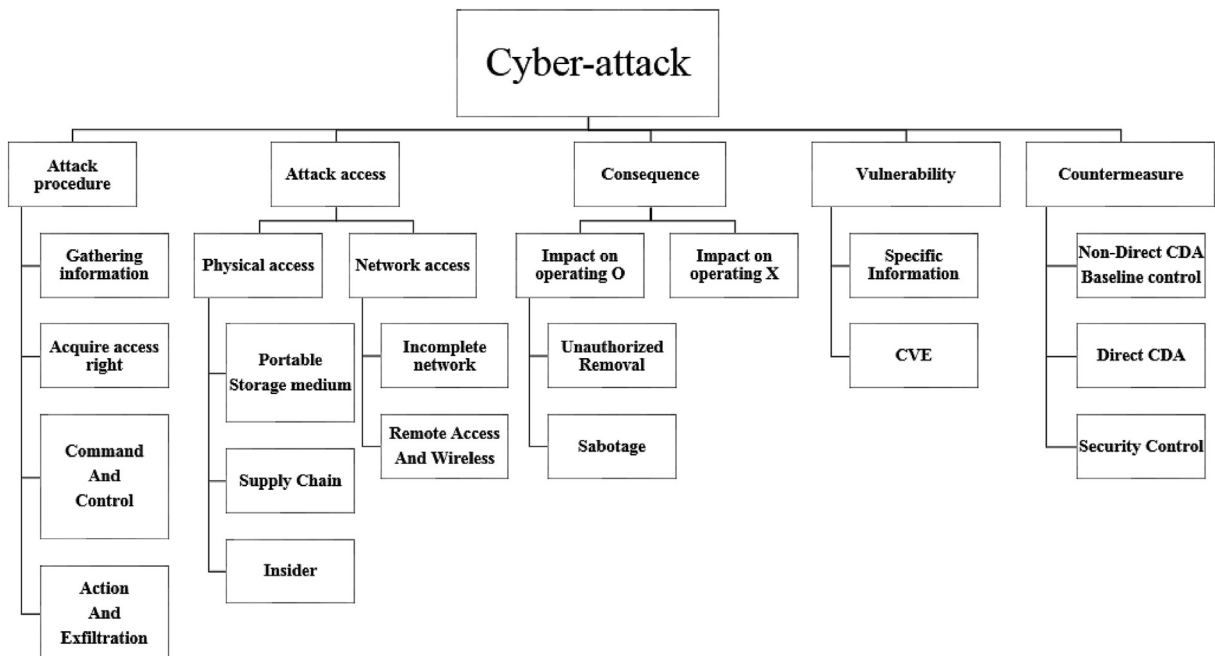 Cyber-attack
Attack
procedure
Attack access
Consequence
Vulnerability
Countermeasure
Gathering
information
Acquire access
right
Command
And
Control
Action
And
Exfiltration
Physical access
Network access
Portable
Storage medium
Supply Chain
Insider
Incomplete
network
Remote Access
And Wireless
Impact on
operating O
Impact on
operating X
Unauthorized
Removal
Sabotage
Specific
Information
CVE
Non-Direct CDA
Baseline control
Direct CDA
Security Control